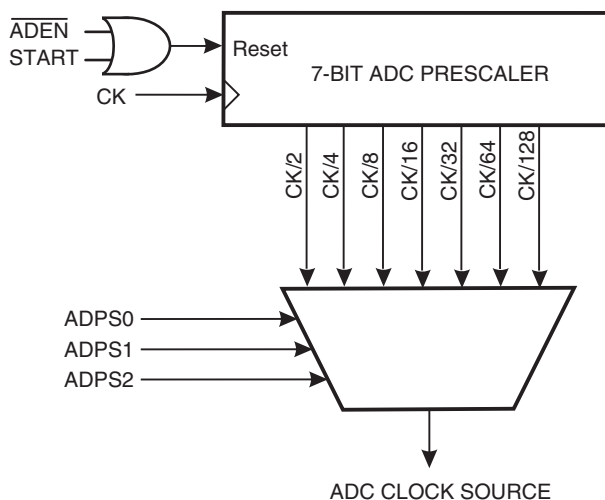 ADEN
START
CK
Reset
7-BIT ADC PRESCALER
CK/2
CK/4
CK/8
CK/16
CK/32
CK/64
CK/128
ADPS0
ADPS1
ADPS2
ADC CLOCK SOURCE